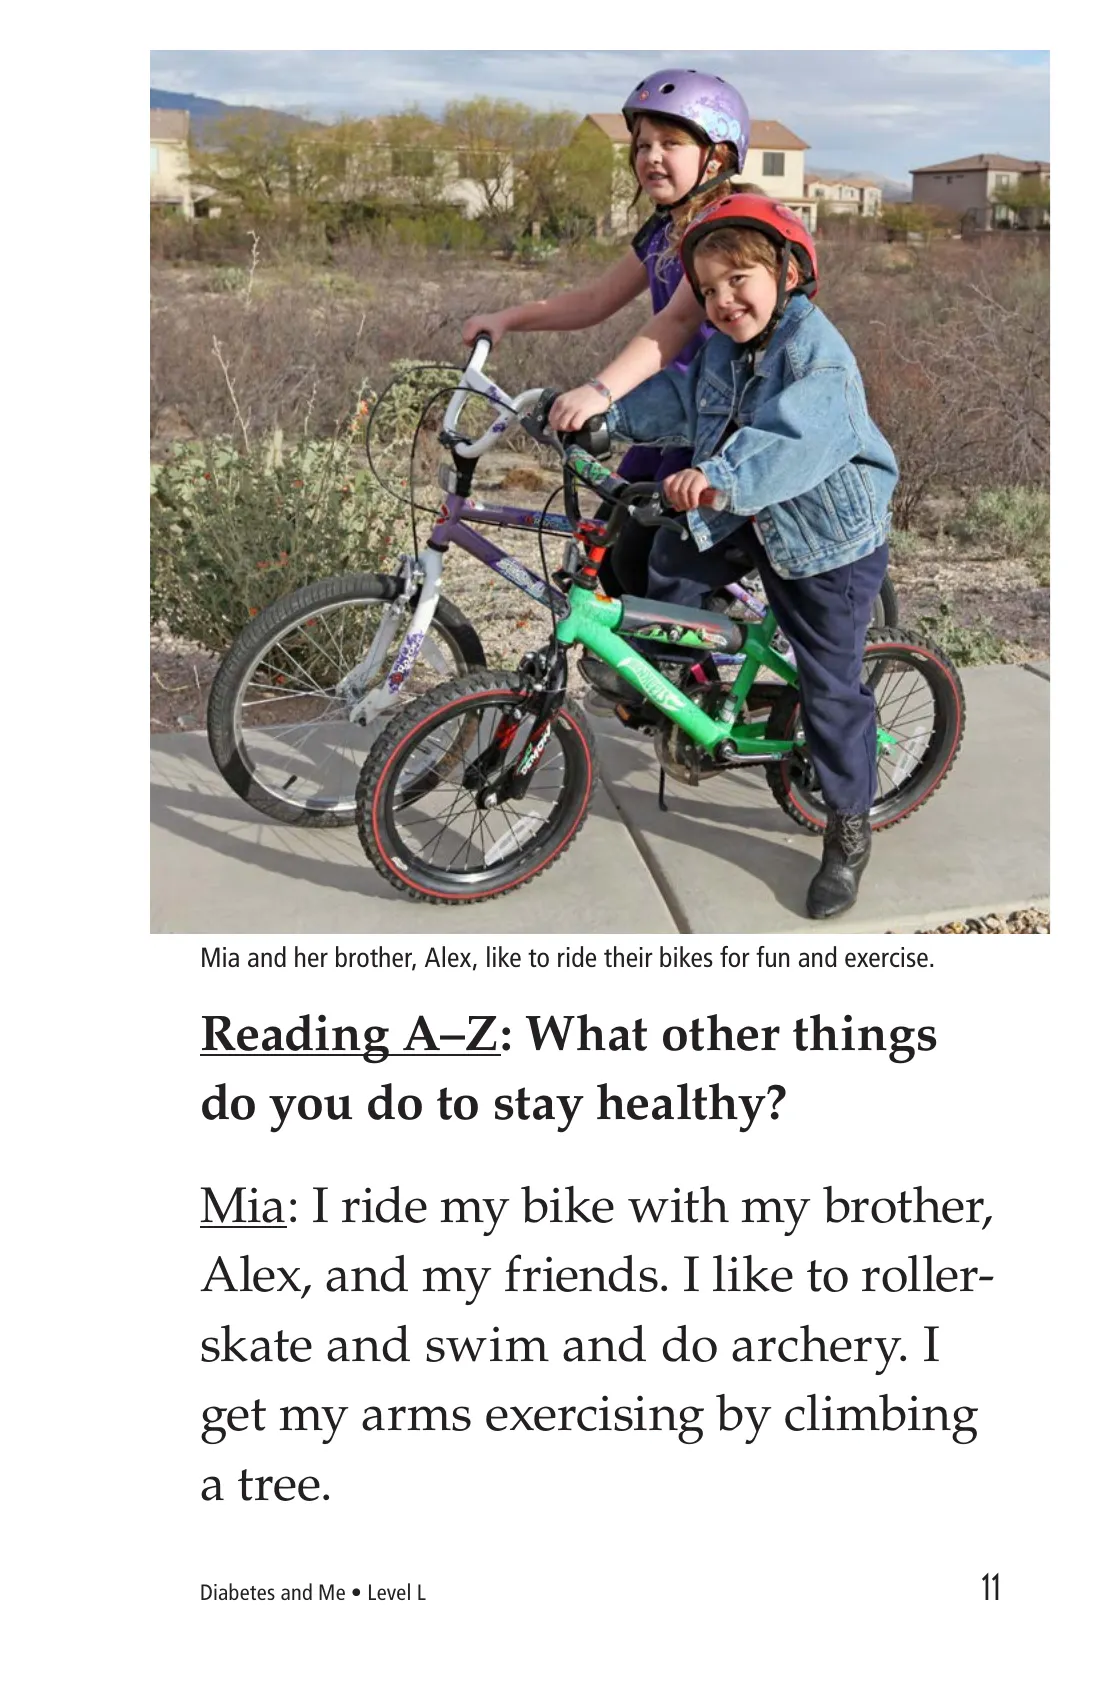 Mia and her brother, Alex, like to ride their bikes for fun and exercise.
Reading A–Z: What other things
do you do to stay healthy?
Mia: I ride my bike with my brother,
Alex, and my friends. I like to roller-
skate and swim and do archery. I
get my arms exercising by climbing
a tree.
Diabetes and Me • Level L
11